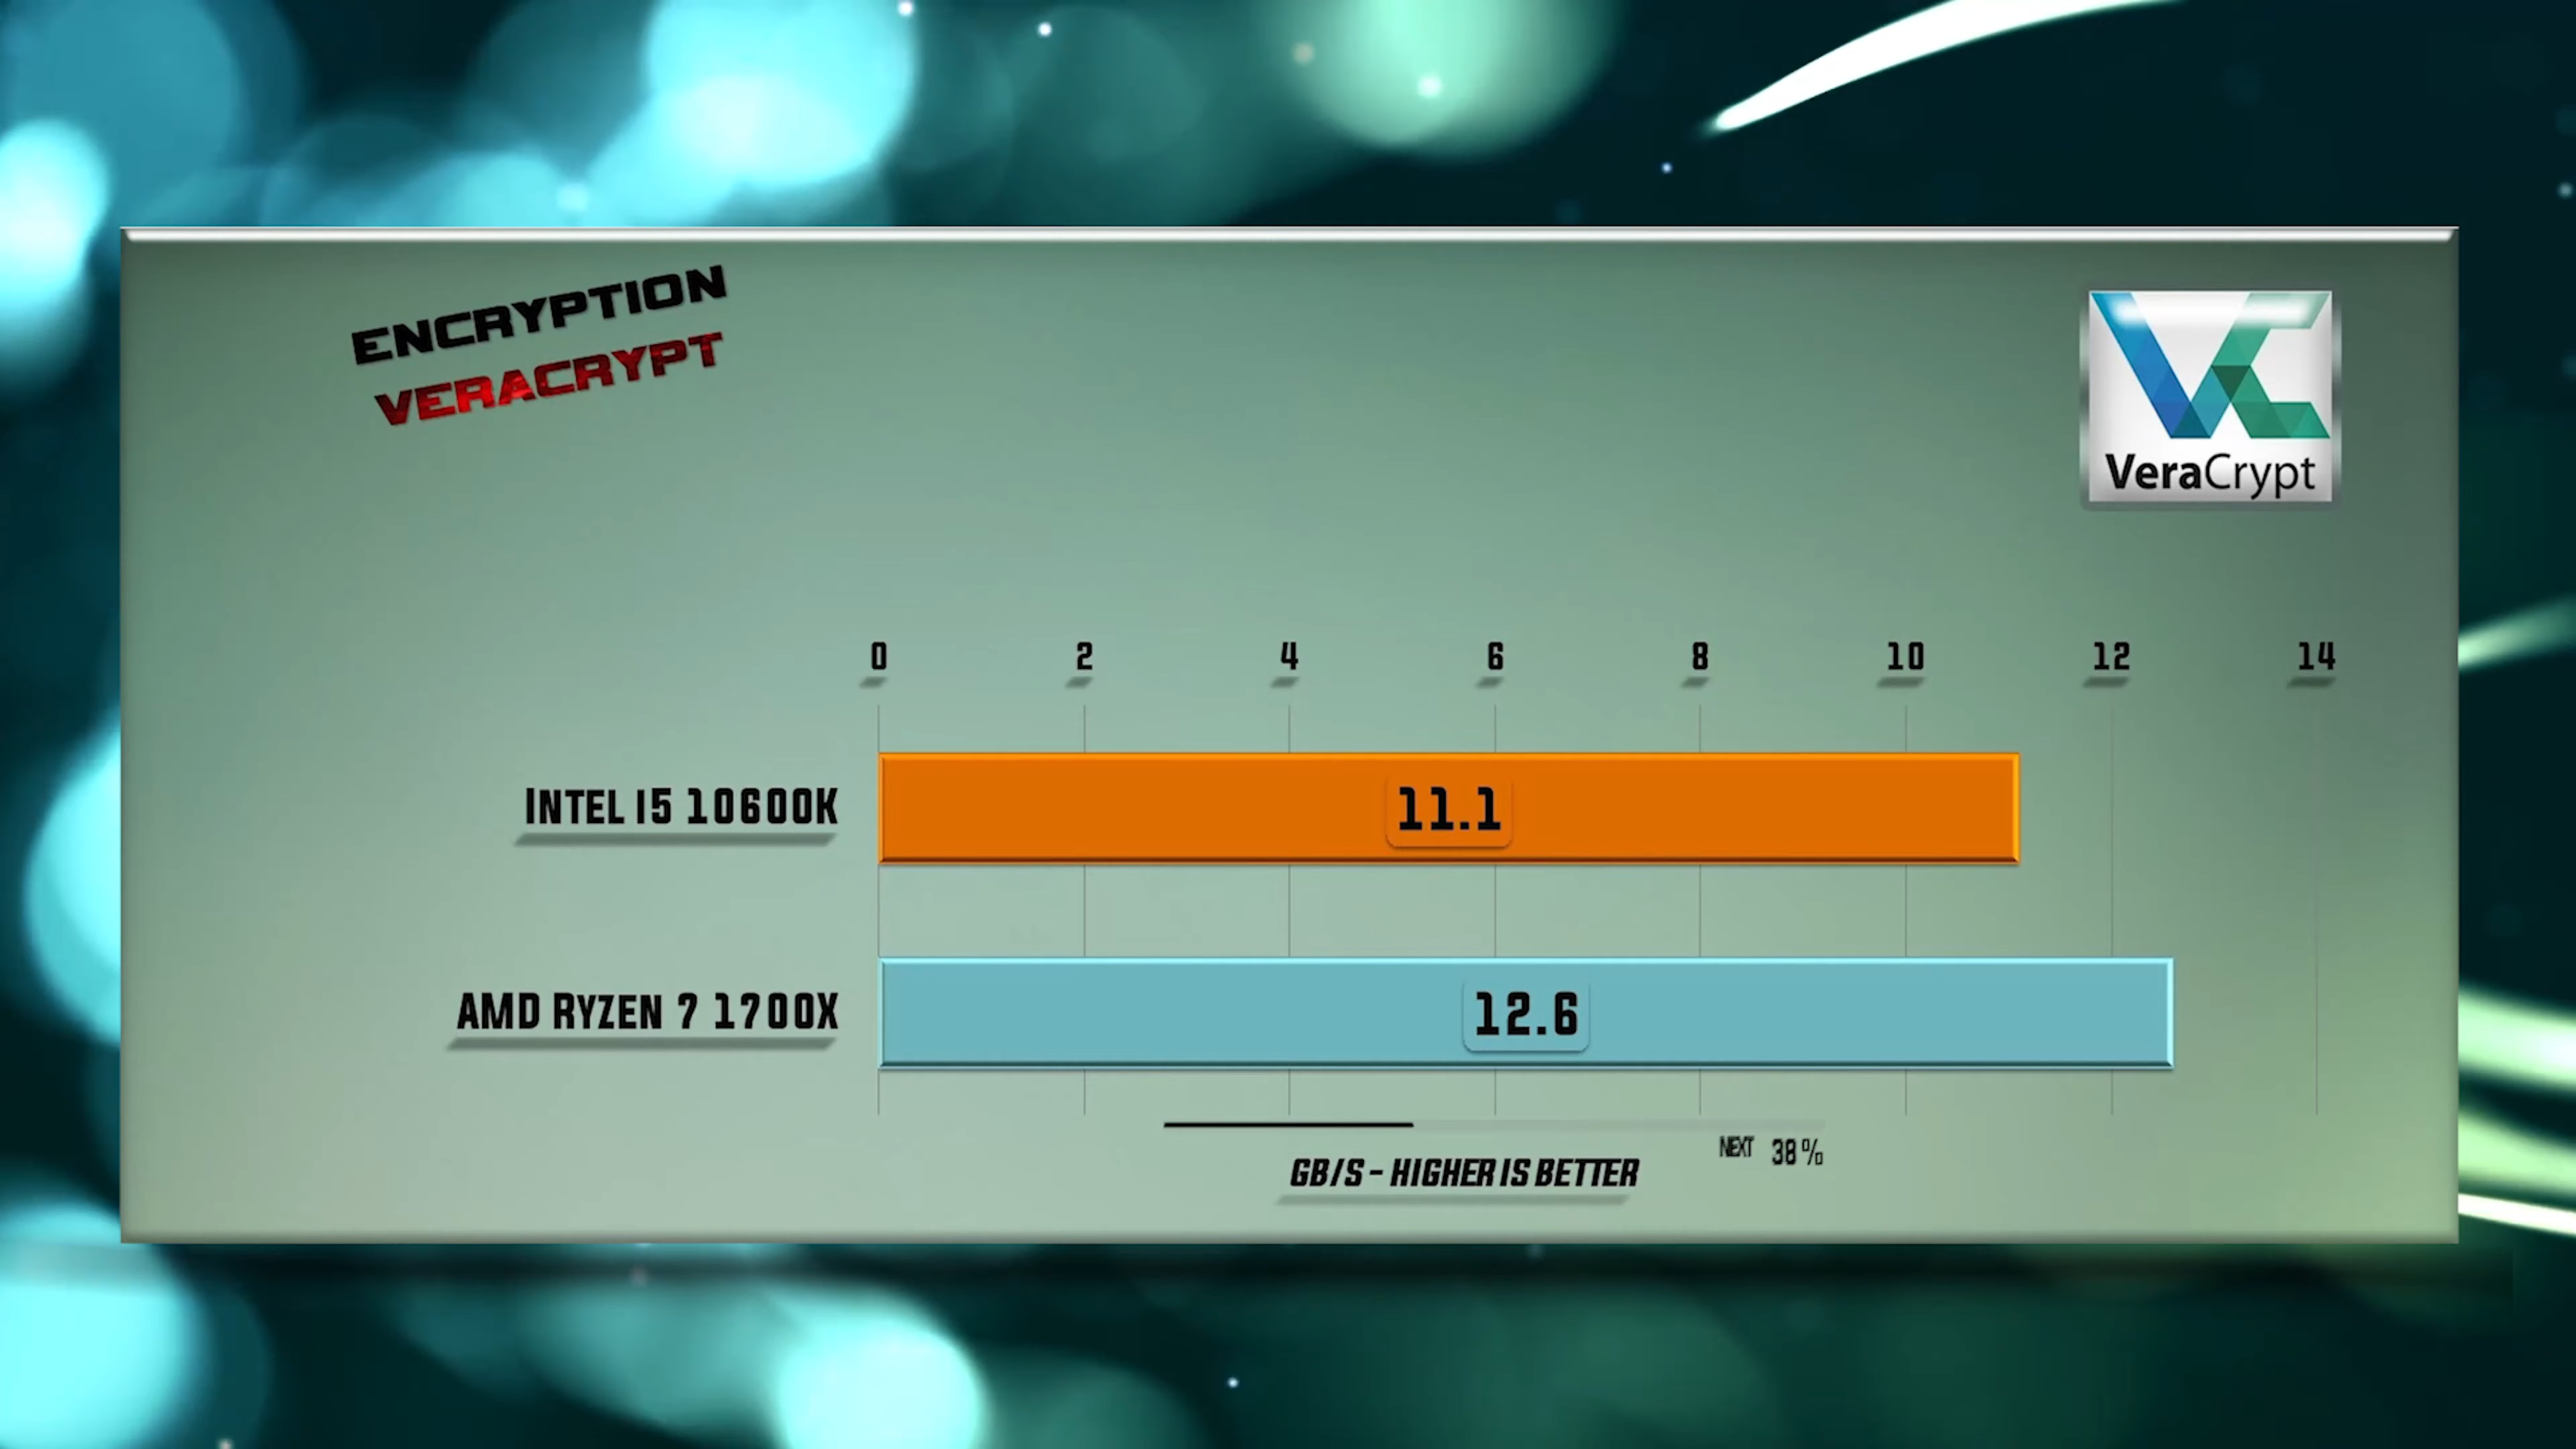 ENCRYPTION
VERACRYPT
VeraCrypt
0 2 4 6 8 10 12 14
INTEL I5 10600K
11.1
AMD RYZEN 7 1700X
12.6
NEXT 38%
GB/S - HIGHER IS BETTER